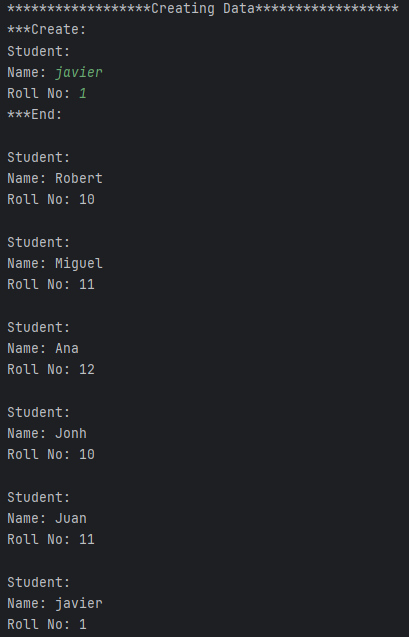 ******************Creating Data******************
***Create:
Student:
Name: javier
Roll No: 1
***End:
Student:
Name: Robert
Roll No: 10
Student:
Name: Miguel
Roll No: 11
Student:
Name: Ana
Roll No: 12
Student:
Name: Jonh
Roll No: 10
Student:
Name: Juan
Roll No: 11
Student:
Name: javier
Roll No: 1